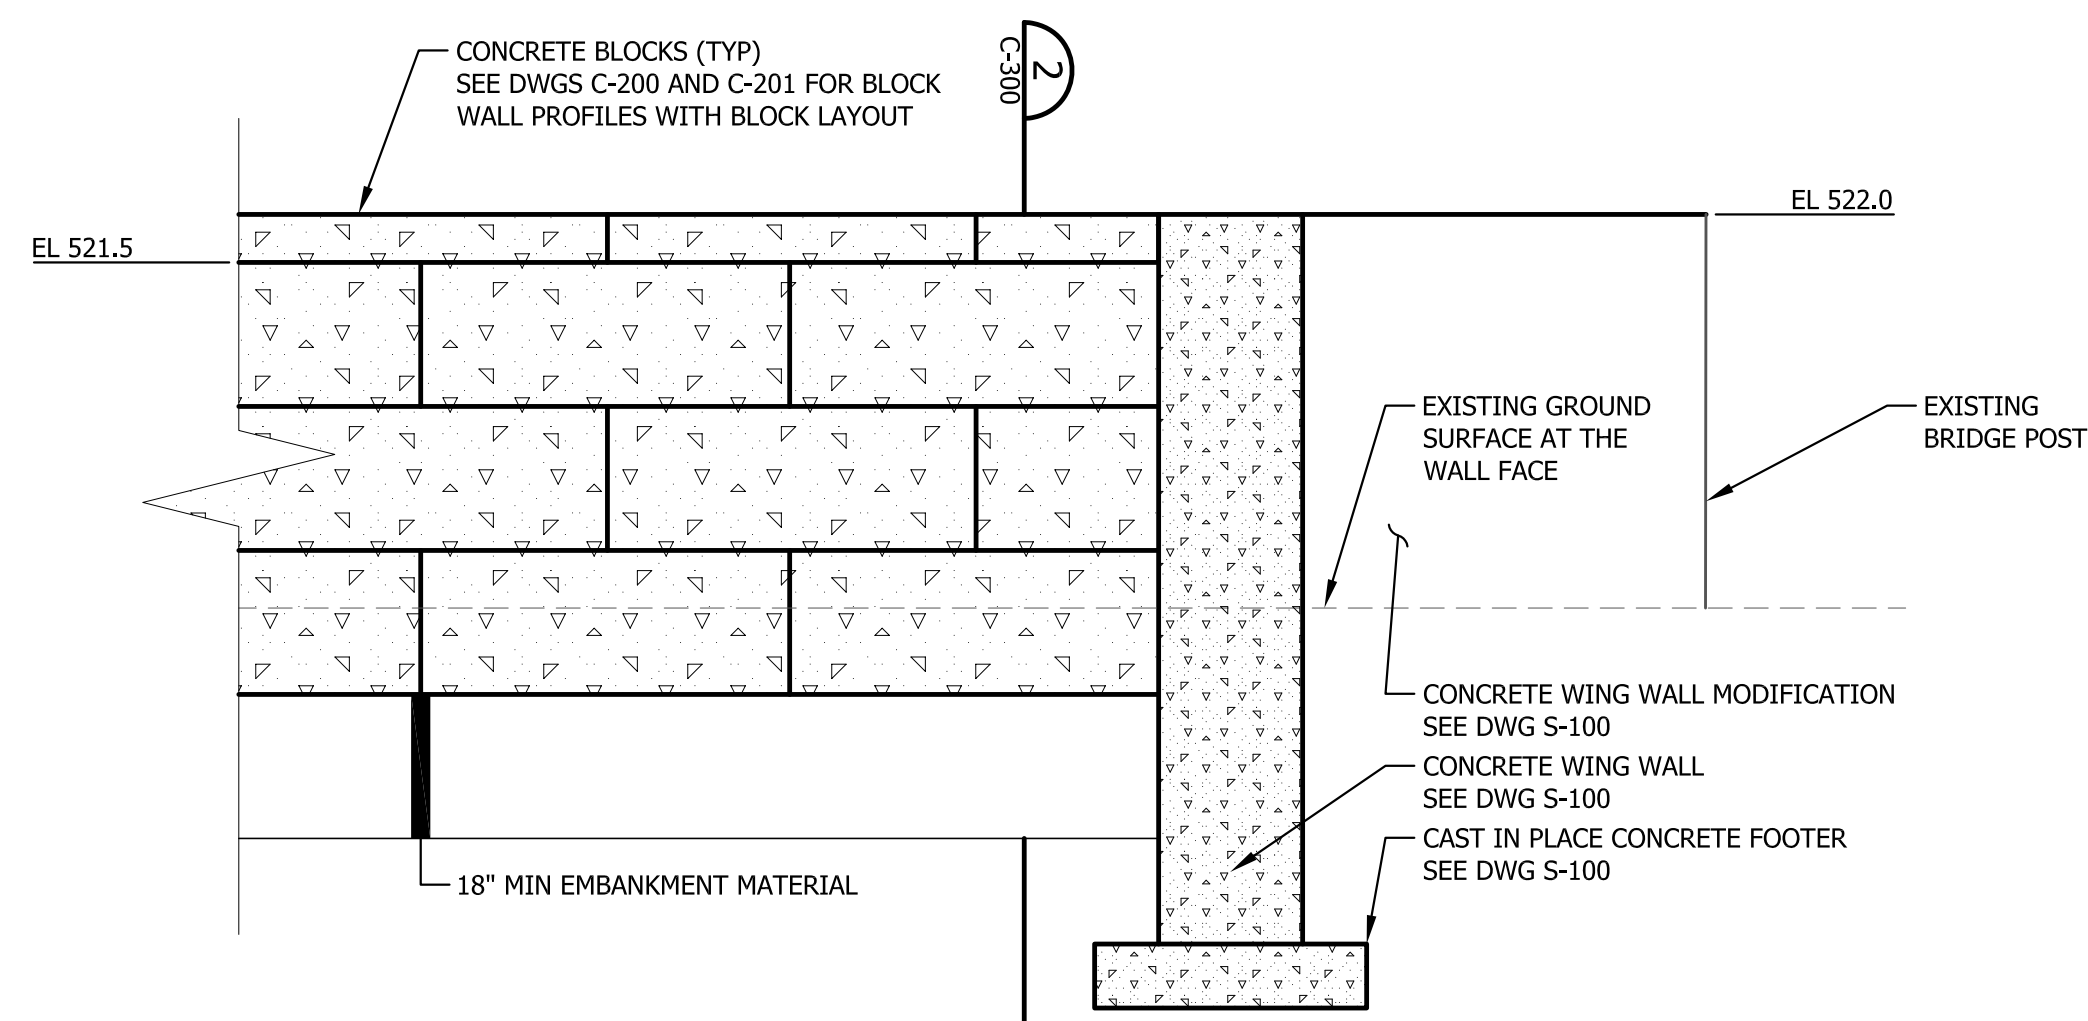 CONCRETE BLOCKS (TYP)
SEE DWGS C-200 AND C-201 FOR BLOCK
WALL PROFILES WITH BLOCK LAYOUT
2
C-300
EL 522.0
EL 521.5
EXISTING GROUND
SURFACE AT THE
WALL FACE
EXISTING
BRIDGE POST
CONCRETE WING WALL MODIFICATION
SEE DWG S-100
CONCRETE WING WALL
SEE DWG S-100
CAST IN PLACE CONCRETE FOOTER
SEE DWG S-100
18" MIN EMBANKMENT MATERIAL